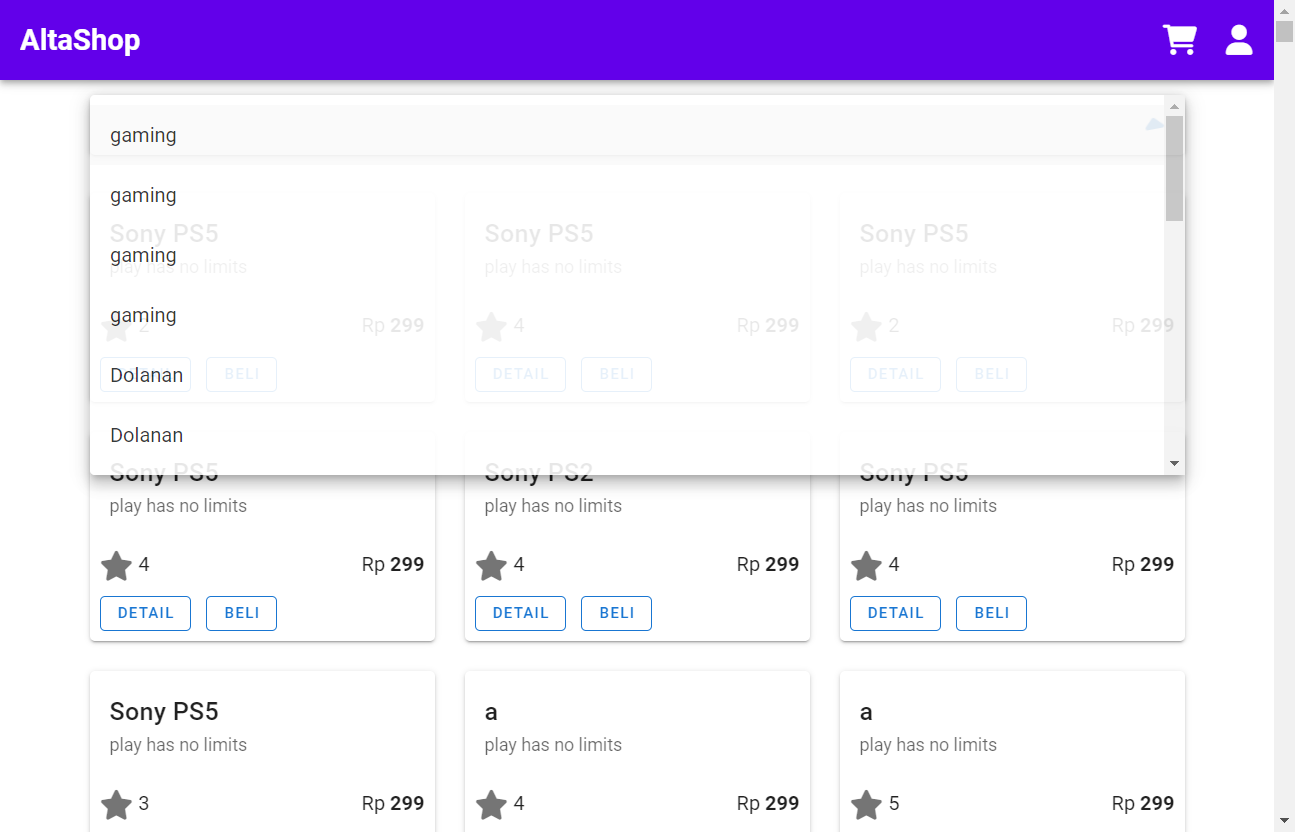 AltaShop
gaming
gaming
Sony PS5 Sony PS5 Sony PS5
gaming
play has no limits play has no limits play has no limits
gaming
2 Rp 299 4 Rp 299 2 Rp 299
Dolanan BELI DETAIL BELI DETAIL BELI
Dolanan
Sony PS5 Sony PS2 Sony PS5
play has no limits play has no limits play has no limits
4 Rp 299 4 Rp 299 4 Rp 299
DETAIL BELI DETAIL BELI DETAIL BELI
Sony PS5 a a
play has no limits play has no limits play has no limits
3 Rp 299 4 Rp 299 5 Rp 299